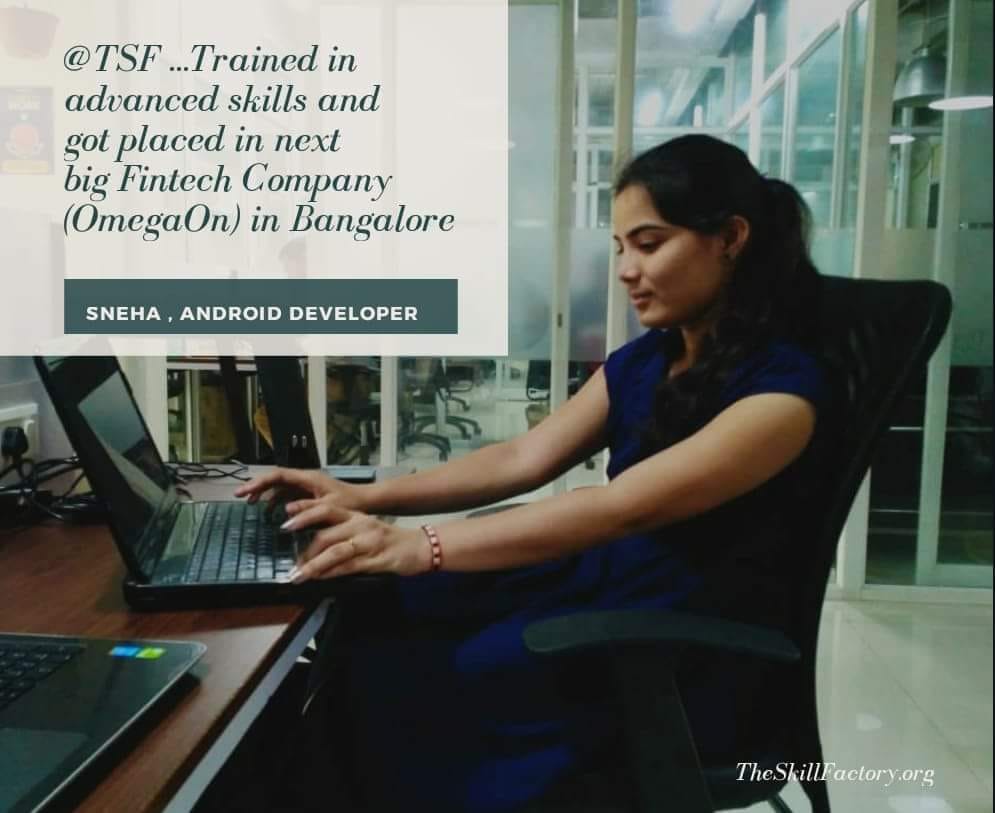 @TSF ...Trained in
advanced skills and
got placed in next
big Fintech Company
(OmegaOn) in Bangalore
SNEHA , ANDROID DEVELOPER
TheSkillFactory.org